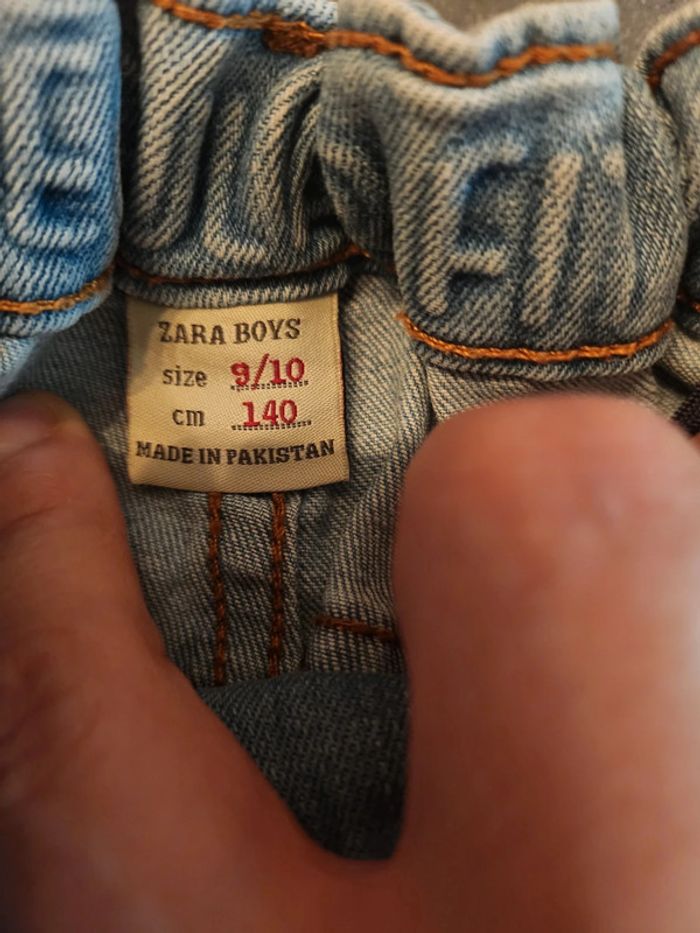 ZARA BOYS
size 9/10
cm 140
MADE IN PAKISTAN